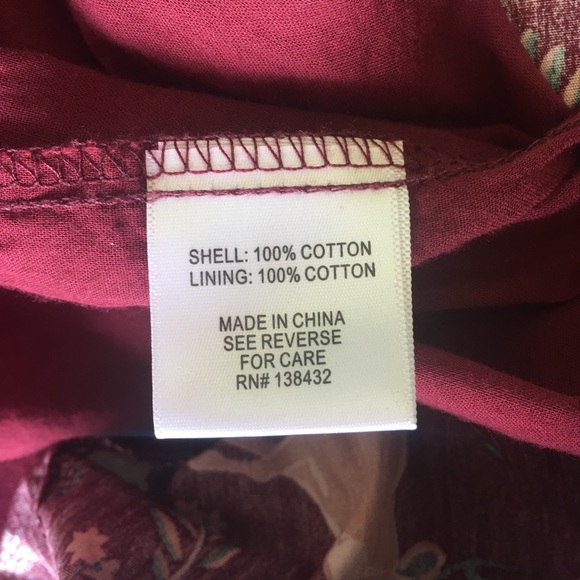 SHELL: 100% COTTON
LINING: 100% COTTON
MADE IN CHINA
SEE REVERSE
FOR CARE
RN# 138432